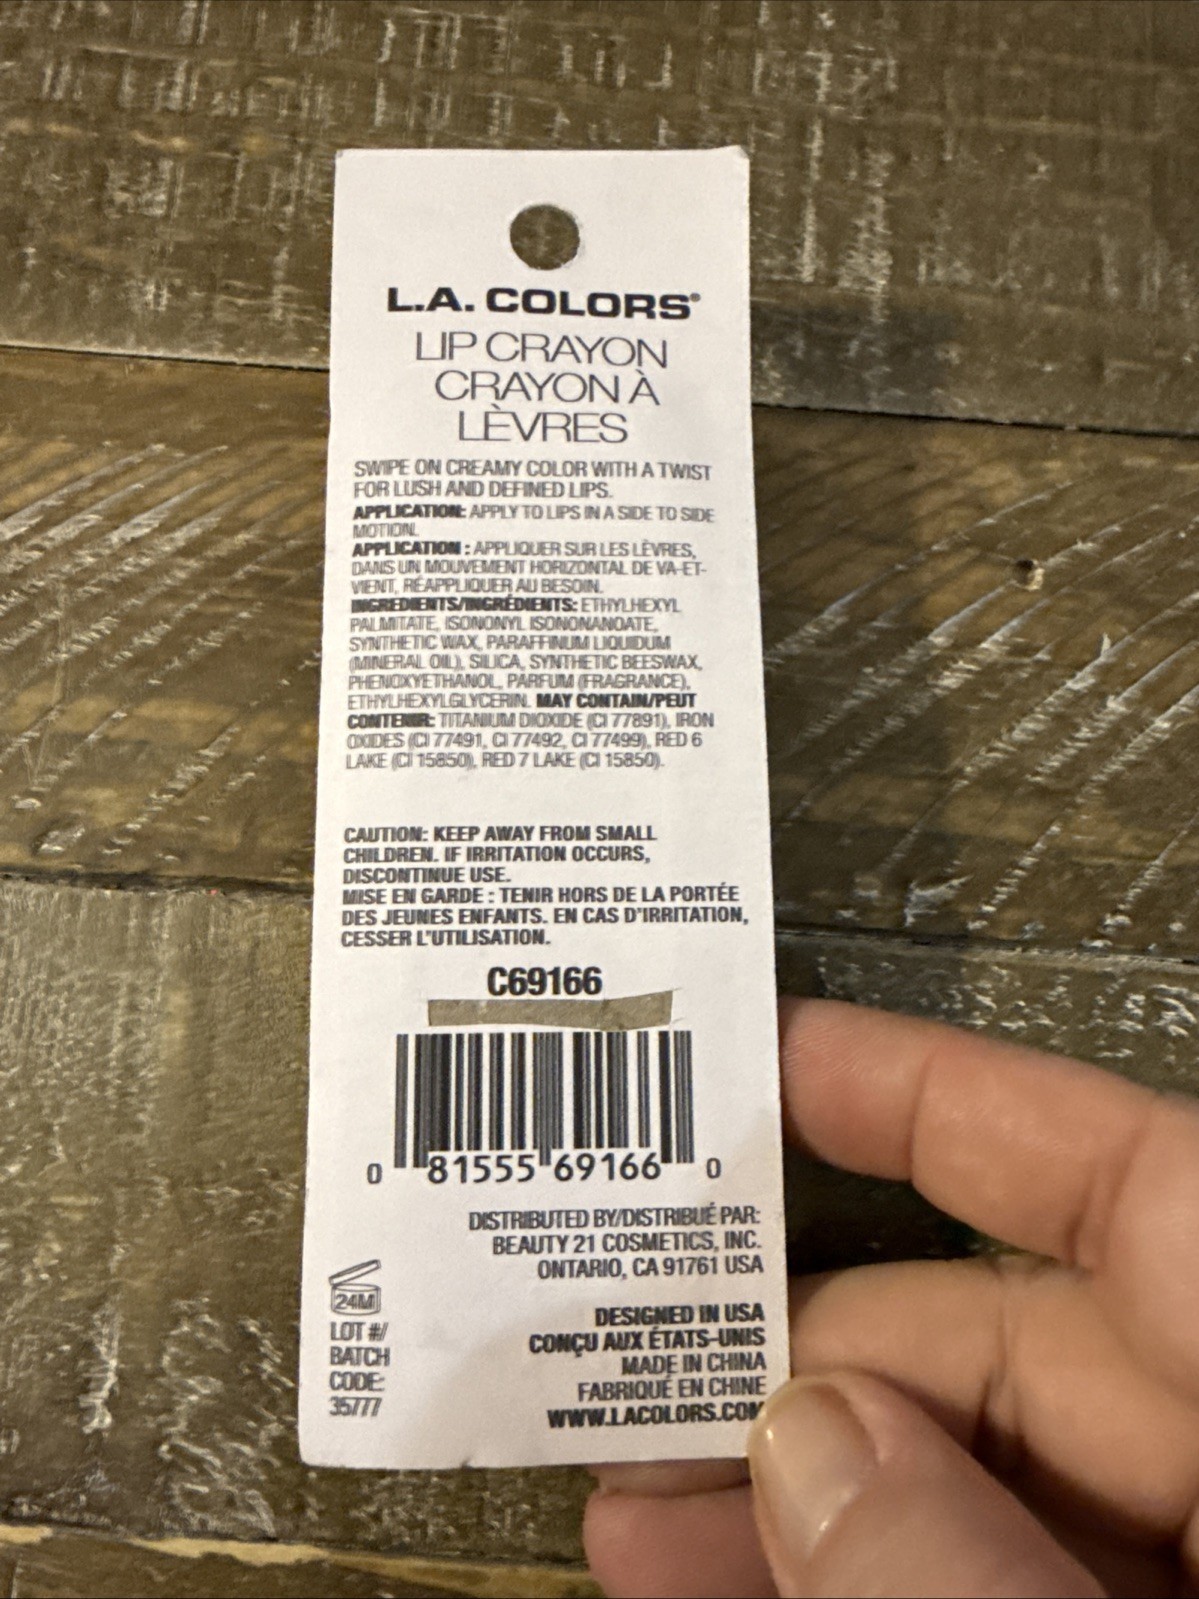 L.A. COLORS®
LIP CRAYON
CRAYON À
LÈVRES
SWIPE ON CREAMY COLOR WITH A TWIST
FOR LUSH AND DEFINED LIPS.
APPLICATION: APPLY TO LIPS IN A SIDE TO SIDE
MOTION.
APPLICATION : APPLIQUER SUR LES LÈVRES,
DANS UN MOUVEMENT HORIZONTAL DE VA-ET-
VIENT, RÉAPPLIQUER AU BESOIN.
INGREDIENTS/INGRÉDIENTS: ETHYLHEXYL
PALMITATE, ISONONYL ISONONANOATE,
SYNTHETIC WAX, PARAFFINUM LIQUIDUM
(MINERAL OIL), SILICA, SYNTHETIC BEESWAX,
PHENOXYETHANOL, PARFUM (FRAGRANCE),
ETHYLHEXYLGLYCERIN. MAY CONTAIN/PEUT
CONTENIR: TITANIUM DIOXIDE (CI 77891), IRON
OXIDES (CI 77491, CI 77492, CI 77499), RED 6
LAKE (CI 15850), RED 7 LAKE (CI 15850).
CAUTION: KEEP AWAY FROM SMALL
CHILDREN. IF IRRITATION OCCURS,
DISCONTINUE USE.
MISE EN GARDE : TENIR HORS DE LA PORTÉE
DES JEUNES ENFANTS. EN CAS D'IRRITATION,
CESSER L"UTILISATION.
C69166
0 81555 69166 0
DISTRIBUTED BY/DISTRIBUÉ PAR:
BEAUTY 21 COSMETICS, INC.
ONTARIO, CA 91761 USA
24M
LOT #/
BATCH
CODE:
35777
DESIGNED IN USA
CONÇU AUX ÉTATS-UNIS
MADE IN CHINA
FABRIQUÉ EN CHINE
WWW.LACOLORS.COM